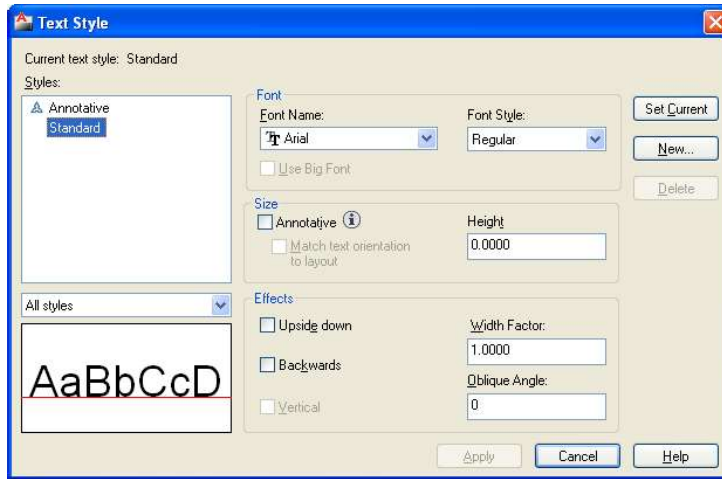 Text Style
Current text style: Standard
Styles:
Annotative
Standard
All styles
AaBbCcD
Font
Font Name:
Arial
Use Big Font
Font Style:
Regular
Size
Annotative
Match text orientation
to layout
Height
0.0000
Effects
Upside down
Backwards
Vertical
Width Factor:
1.0000
Oblique Angle:
0
Set Current
New...
Delete
Apply
Cancel
Help